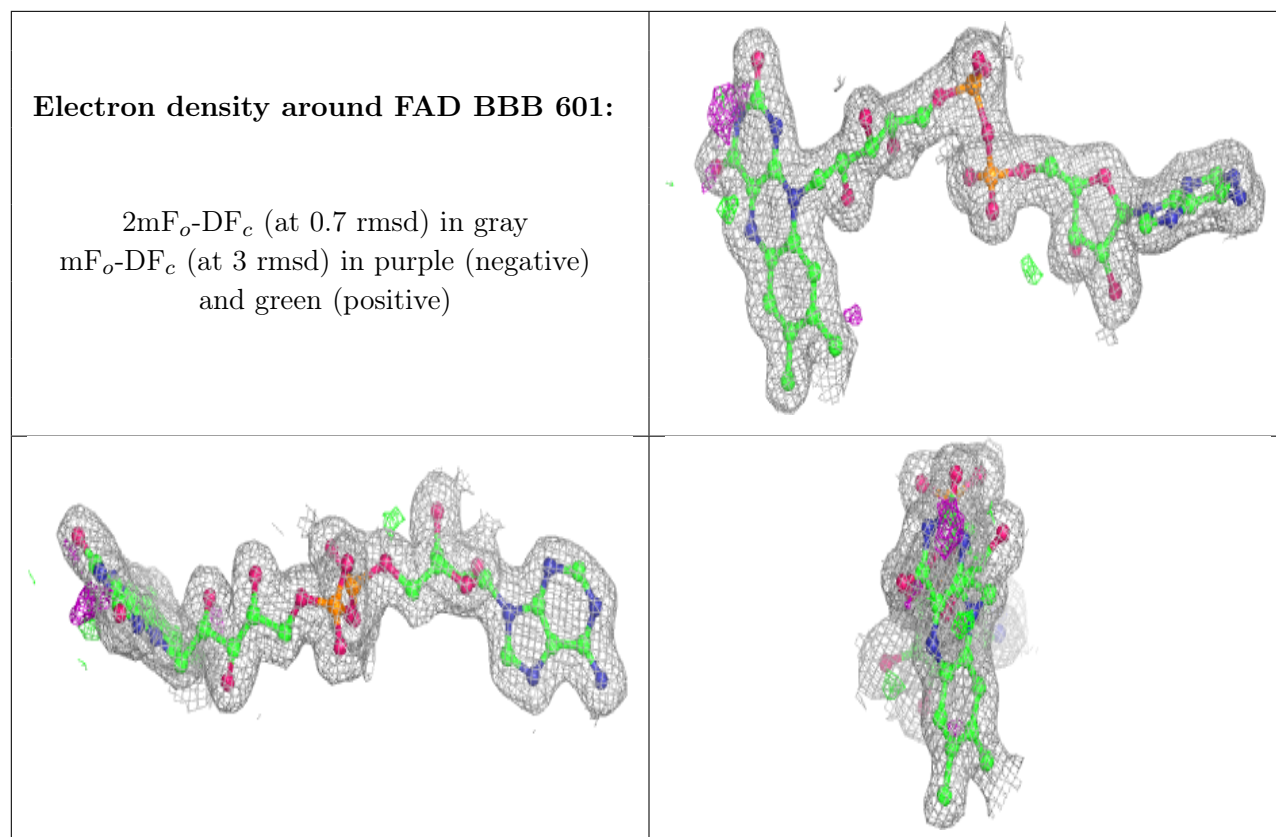 Electron density around FAD BBB 601:
2mFo-DFc (at 0.7 rmsd) in gray
mFo-DFc (at 3 rmsd) in purple (negative)
and green (positive)